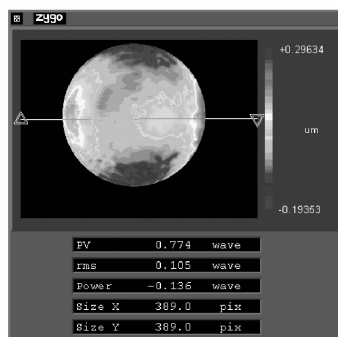 zygo
+0.29634
um
-0.19353
PV 0.774 wave
rms 0.105 wave
Power -0.136 wave
Size X 389.0 pix
Size Y 389.0 pix